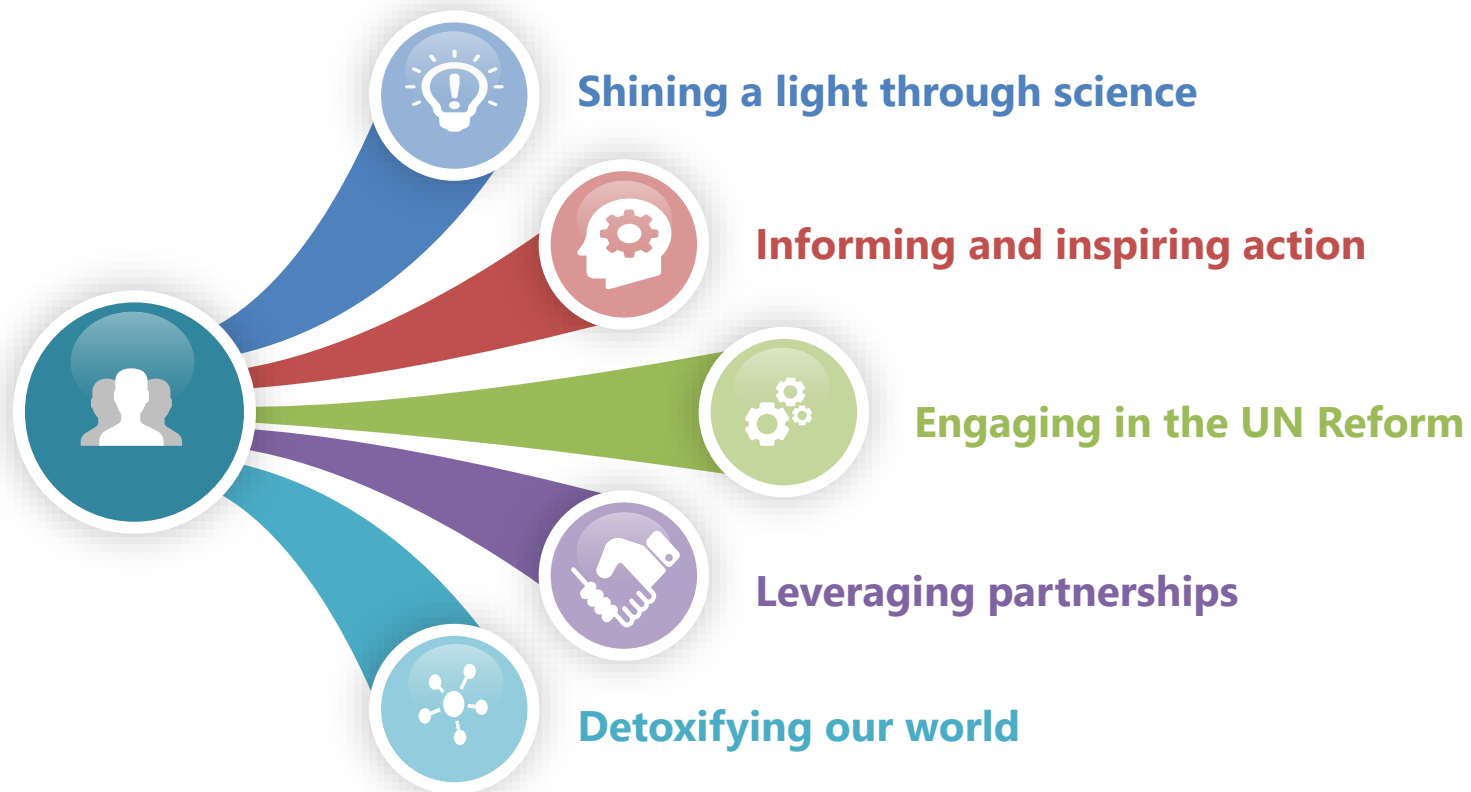 Shining a light through science
Informing and inspiring action
Engaging in the UN Reform
Leveraging partnerships
Detoxifying our world